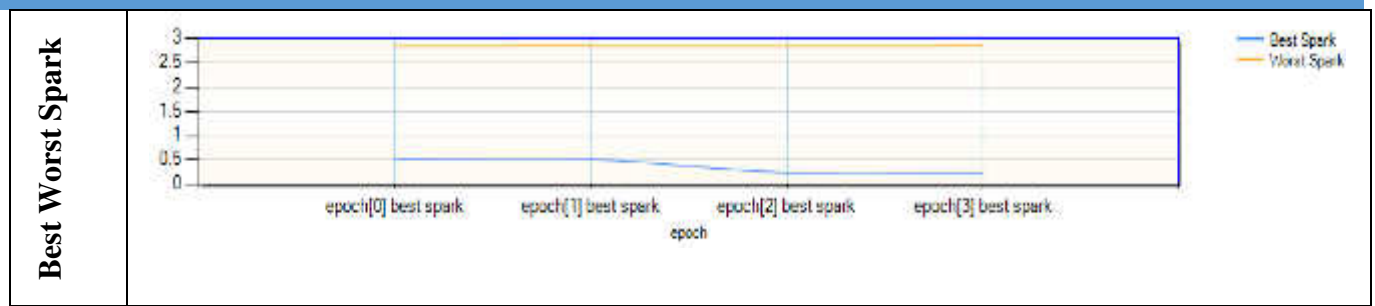 Best Worst Spark
3
2.5
2
1.5
1
0.5
0
epoch[0] best spark epoch[1] best spark epoch[2] best spark epoch[3] best spark
epoch
Best Spark
Worst Spark